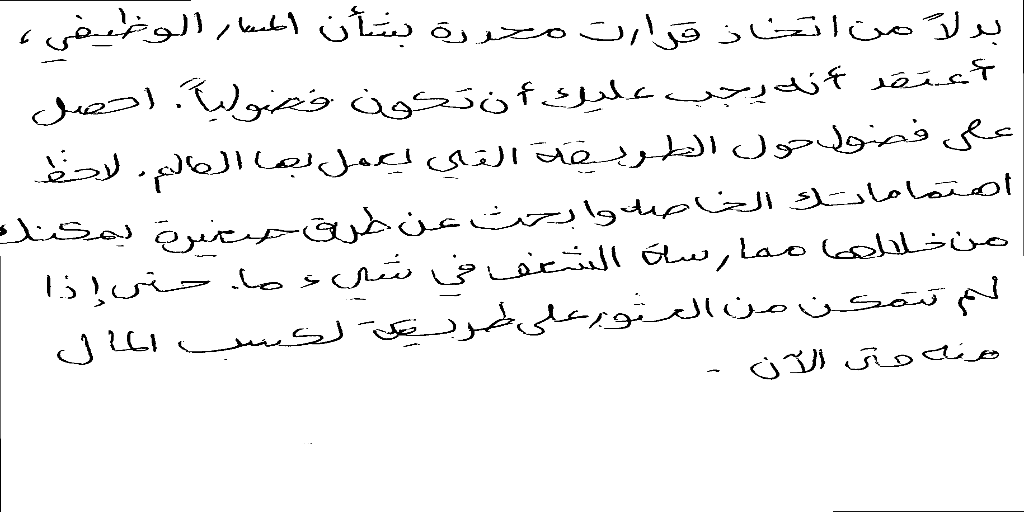 بدلاً من اتخاذ قرارت محددة بشأن المسار الوظيفي ،
أعتقد أنه يجب عليك أن تكون فضولياً. احصل
على فضول حول الطريقة التي يعمل بها العالم. لاحظ
اهتماماتك الخاصه وابحث عن طرق صغيرة يمكنك
من خلالها ممارسة الشغف في شيء ما. حتى إذا
لم تتمكن من العثور على طريقة لكسب المال
منه حتى الآن .